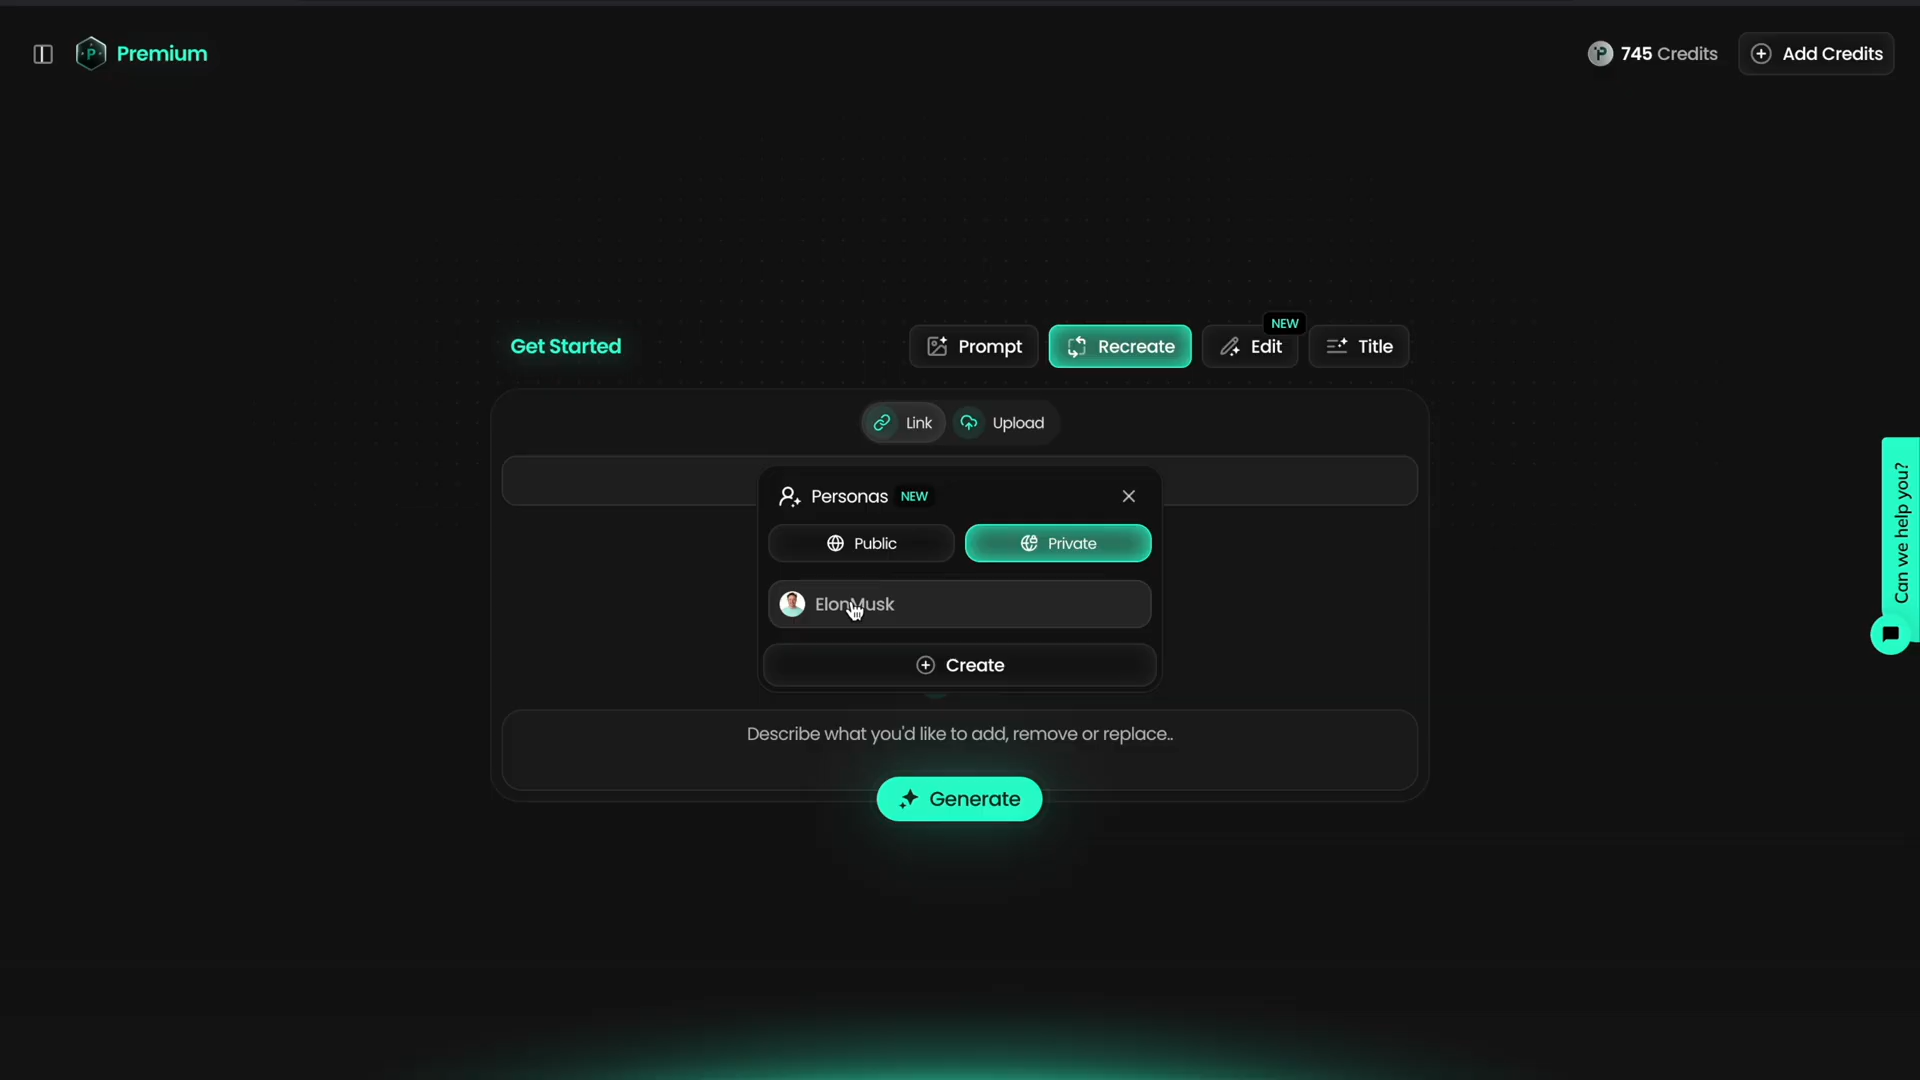 Premium
745 Credits
Add Credits
Get Started
Prompt
Recreate
NEW
Edit
Title
Link
Upload
Personas NEW
Public
Private
ElonMusk
Create
Describe what you'd like to add, remove or replace..
Generate
Can we help you?